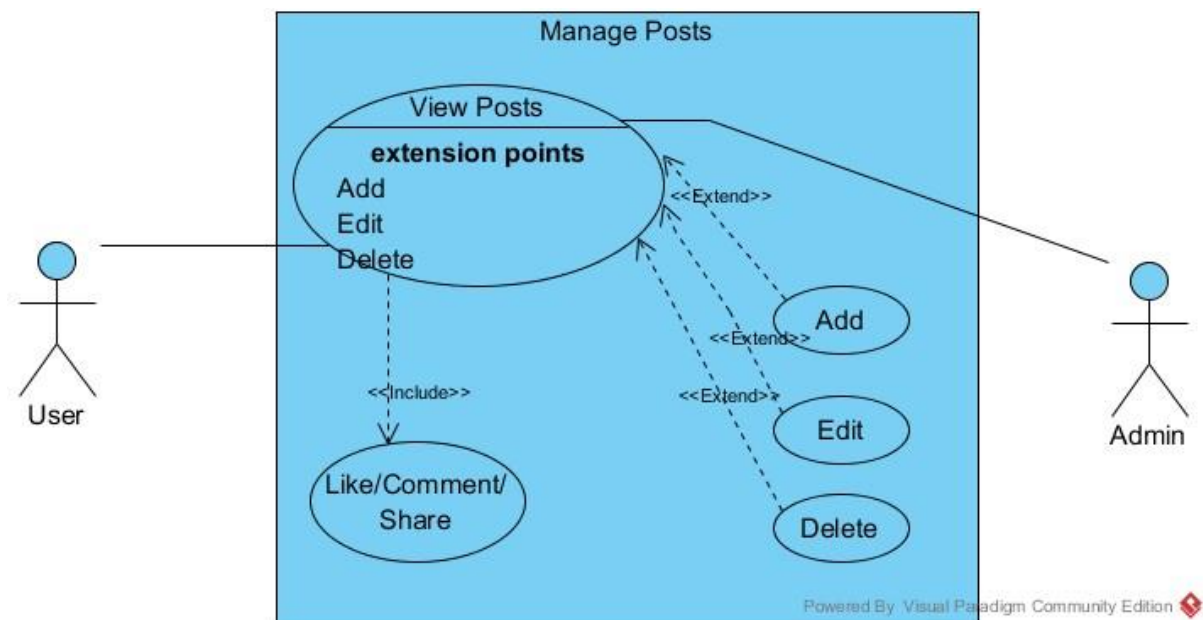 Manage Posts
View Posts
extension points
Add
Edit
Delete
<<Extend>>
Add
<<Extend>>
<<Extend>>
Edit
<<Include>>
Like/Comment/
Share
Delete
User
Admin
Powered By Visual Paradigm Community Edition